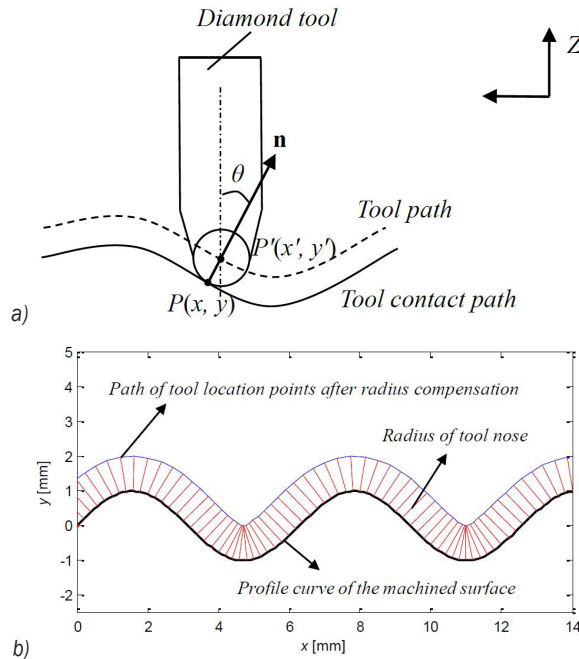 Diamond tool
Z
n
θ
Tool path
P′(x′, y′)
P(x, y)
Tool contact path
a)
5
4
3
2
1
0
-1
-2
y [mm]
Path of tool location points after radius compensation
Radius of tool nose
Profile curve of the machined surface
0 2 4 6 8 10 12 14
x [mm]
b)